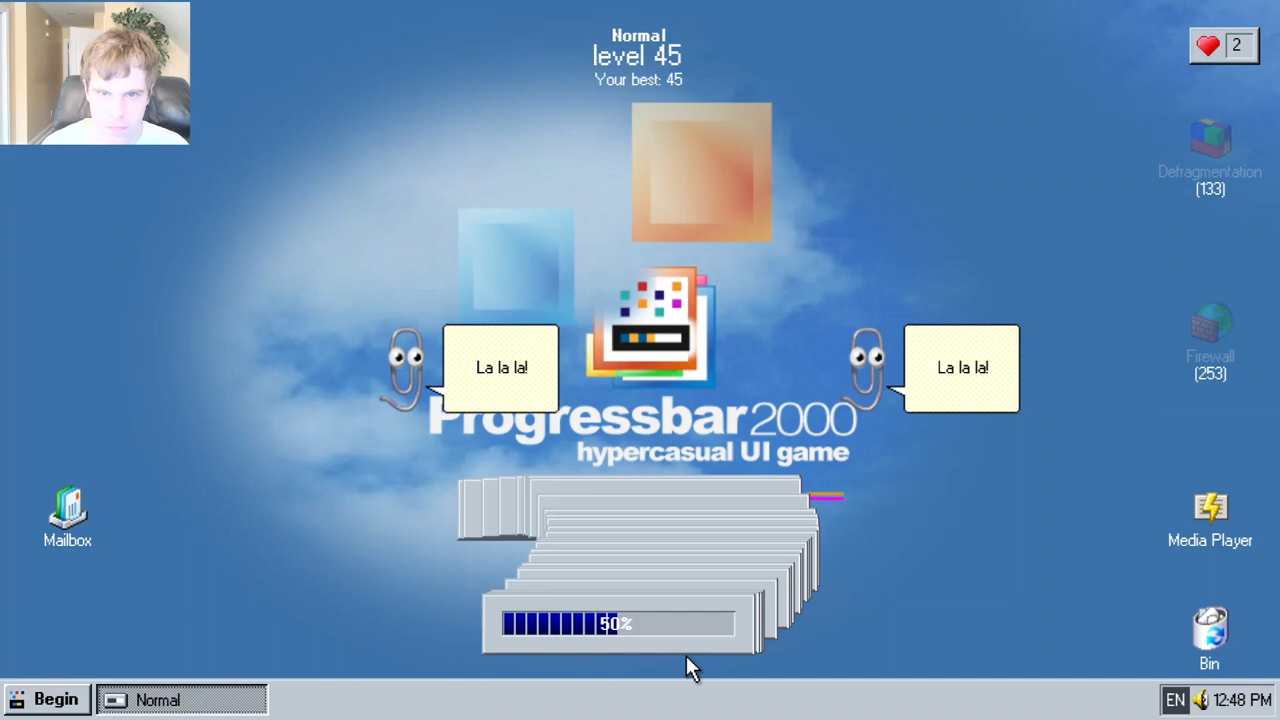 Normal
level 45
Your best: 45
2
Defragmentation
(133)
La la la!
La la la!
Firewall
(253)
Progressbar2000
hypercasual UI game
Mailbox
Media Player
50%
Bin
Begin
Normal
EN
12:48 PM